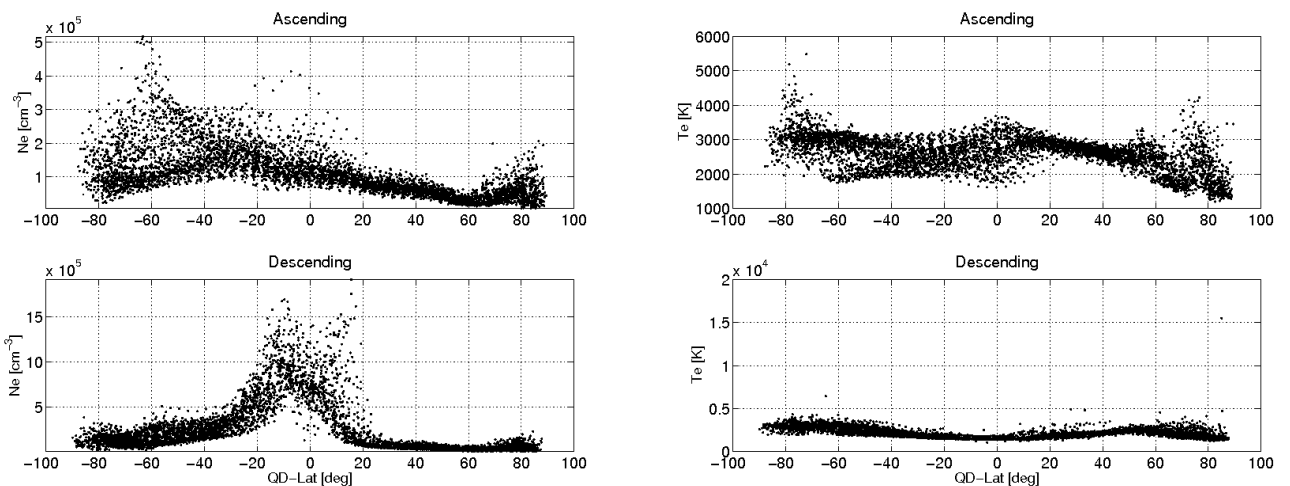 Ascending
x 10^5
Ne [cm^−3]
5
4
3
2
1
−100 −80 −60 −40 −20 0 20 40 60 80 100
Ascending
Te [K]
6000
5000
4000
3000
2000
1000
−100 −80 −60 −40 −20 0 20 40 60 80 100
Descending
x 10^5
Ne [cm^−3]
15
10
5
−100 −80 −60 −40 −20 0 20 40 60 80 100
QD−Lat [deg]
Descending
x 10^4
Te [K]
2
1.5
1
0.5
0
−100 −80 −60 −40 −20 0 20 40 60 80 100
QD−Lat [deg]